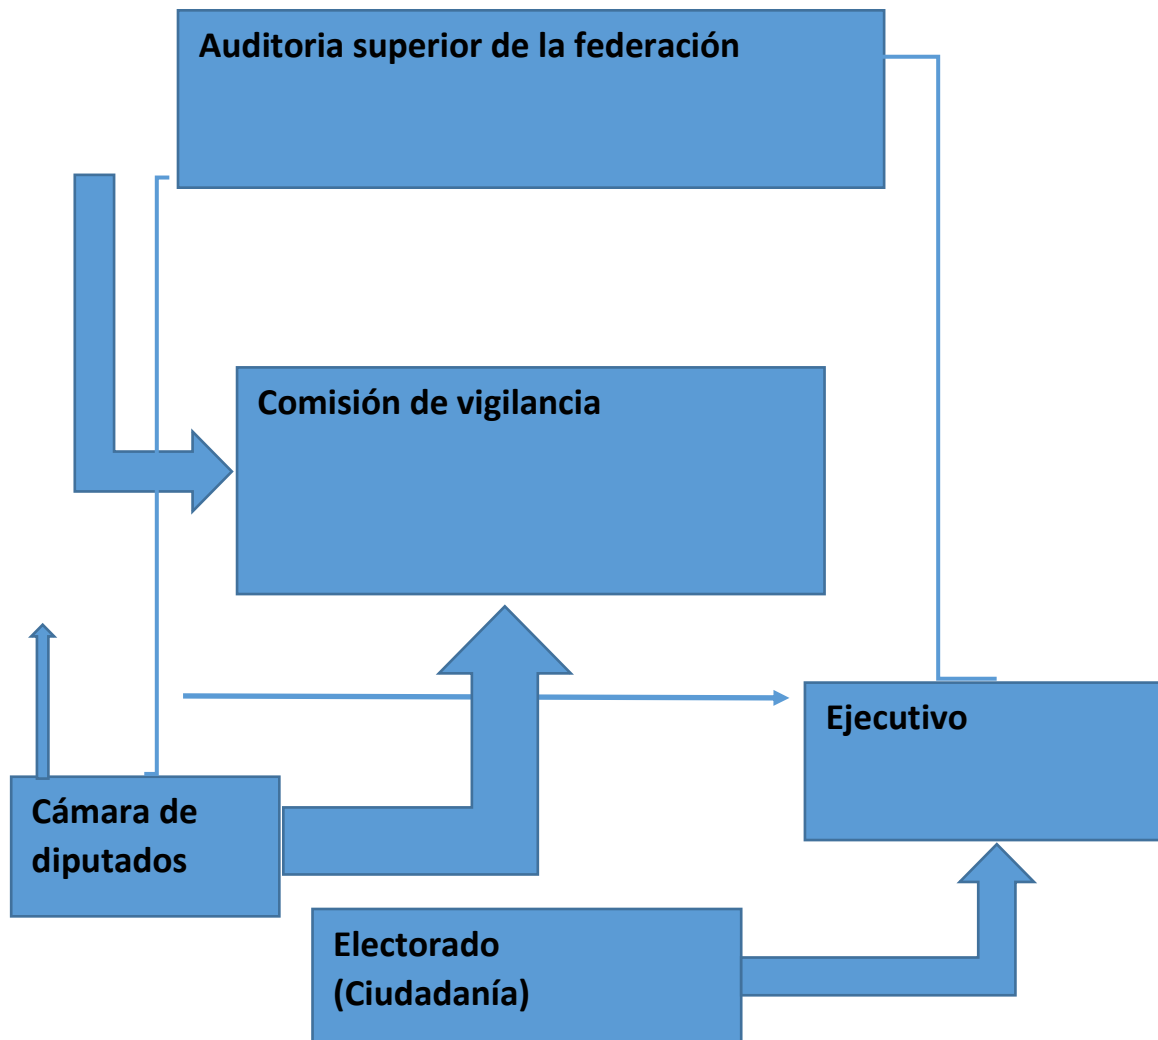 Auditoria superior de la federación
Comisión de vigilancia
Ejecutivo
Cámara de
diputados
Electorado
(Ciudadanía)